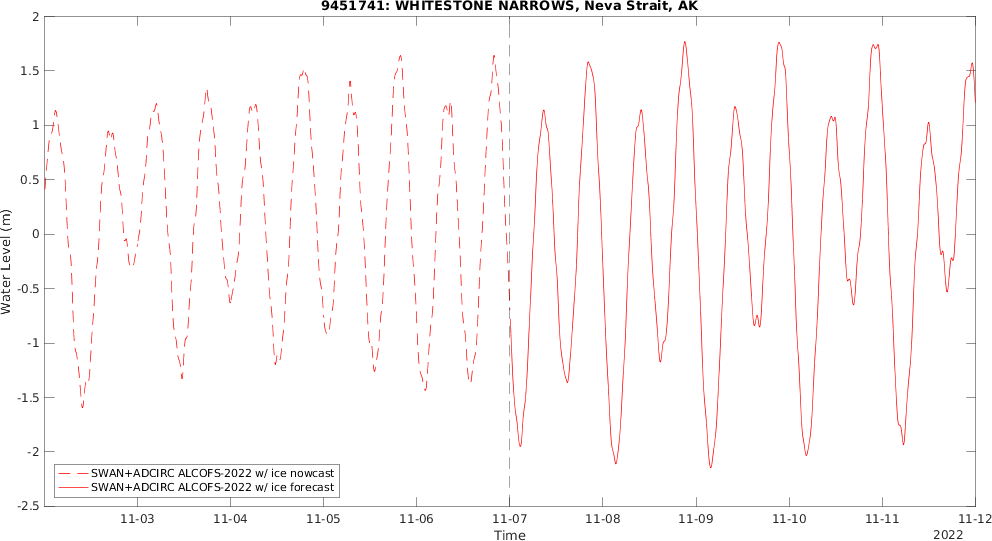 9451741: WHITESTONE NARROWS, Neva Strait, AK
2
1.5
1
0.5
0
-0.5
-1
-1.5
-2
-2.5
Water Level (m)
SWAN+ADCIRC ALCOFS-2022 w/ ice nowcast
SWAN+ADCIRC ALCOFS-2022 w/ ice forecast
11-03 11-04 11-05 11-06 11-07 11-08 11-09 11-10 11-11 11-12
Time
2022